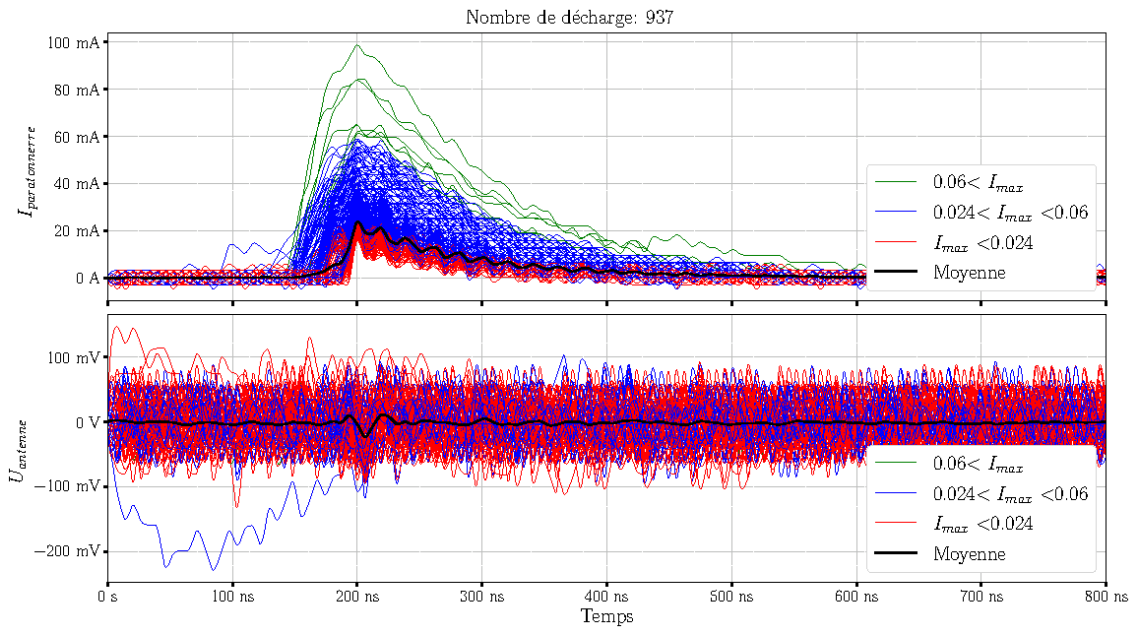 Nombre de décharge: 937
100 mA
80 mA
60 mA
40 mA
20 mA
0 A
I_paratonnerre
0.06< I_max
0.024< I_max <0.06
I_max <0.024
Moyenne
100 mV
0 V
−100 mV
−200 mV
U_antenne
0.06< I_max
0.024< I_max <0.06
I_max <0.024
Moyenne
0 s
100 ns
200 ns
300 ns
400 ns
500 ns
600 ns
700 ns
800 ns
Temps